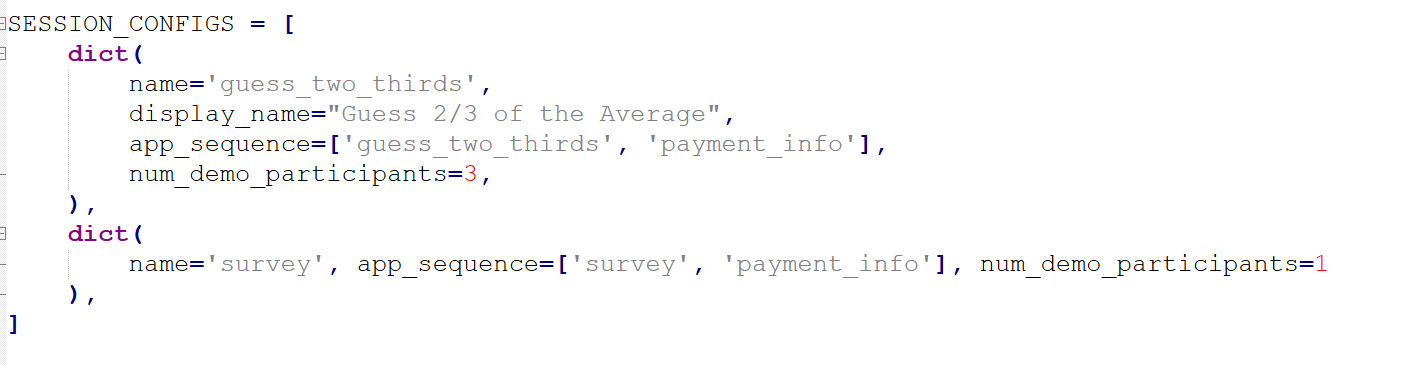 SESSION_CONFIGS = [
    dict(
        name='guess_two_thirds',
        display_name="Guess 2/3 of the Average",
        app_sequence=['guess_two_thirds', 'payment_info'],
        num_demo_participants=3,
    ),
    dict(
        name='survey', app_sequence=['survey', 'payment_info'], num_demo_participants=1
    ),
]